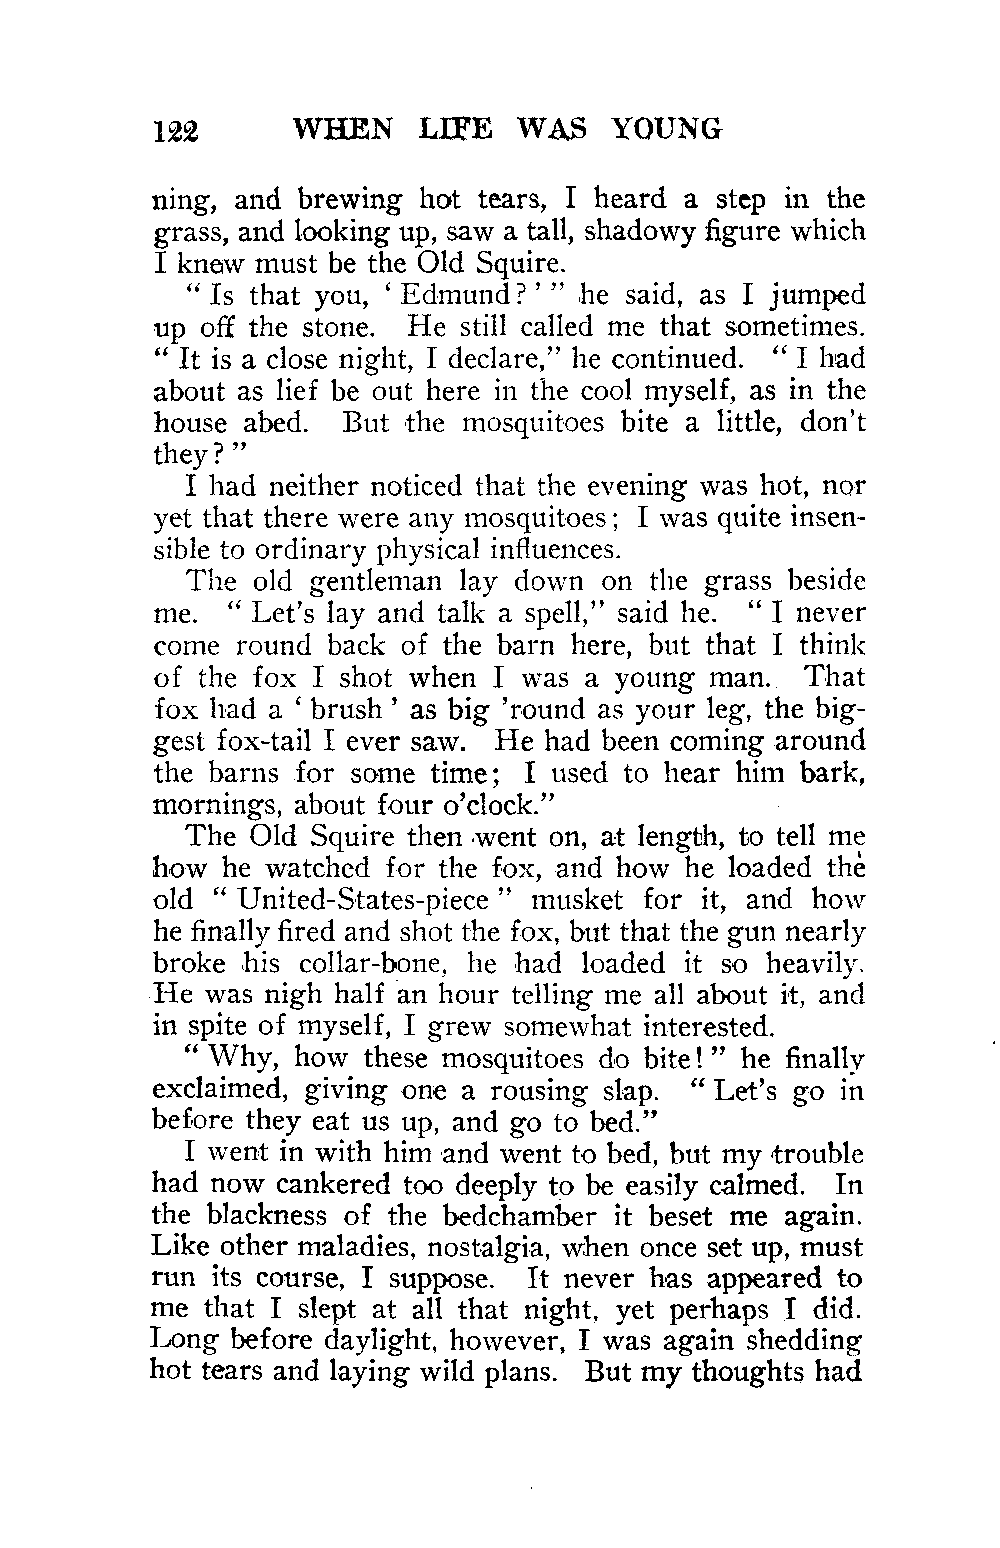 122 WHEN LIFE WAS YOUNG
ning, and brewing hot tears, I heard a step in the
grass, and looking up, saw a tall, shadowy figure which
I knew must be the Old Squire.
“ Is that you, ‘ Edmund? ’ ” he said, as I jumped
up off the stone. He still called me that sometimes.
“ It is a close night, I declare,” he continued. “ I had
about as lief be out here in the cool myself, as in the
house abed. But the mosquitoes bite a little, don’t
they? ”
I had neither noticed that the evening was hot, nor
yet that there were any mosquitoes; I was quite insen-
sible to ordinary physical influences.
The old gentleman lay down on the grass beside
me. “ Let’s lay and talk a spell,” said he. “ I never
come round back of the barn here, but that I think
of the fox I shot when I was a young man. That
fox had a ‘ brush ’ as big ’round as your leg, the big-
gest fox-tail I ever saw. He had been coming around
the barns for some time; I used to hear him bark,
mornings, about four o’clock.”
The Old Squire then went on, at length, to tell me
how he watched for the fox, and how he loaded the
old “ United-States-piece ” musket for it, and how
he finally fired and shot the fox, but that the gun nearly
broke his collar-bone, he had loaded it so heavily.
He was nigh half an hour telling me all about it, and
in spite of myself, I grew somewhat interested.
“ Why, how these mosquitoes do bite! ” he finally
exclaimed, giving one a rousing slap. “ Let’s go in
before they eat us up, and go to bed.”
I went in with him and went to bed, but my trouble
had now cankered too deeply to be easily calmed. In
the blackness of the bedchamber it beset me again.
Like other maladies, nostalgia, when once set up, must
run its course, I suppose. It never has appeared to
me that I slept at all that night, yet perhaps I did.
Long before daylight, however, I was again shedding
hot tears and laying wild plans. But my thoughts had